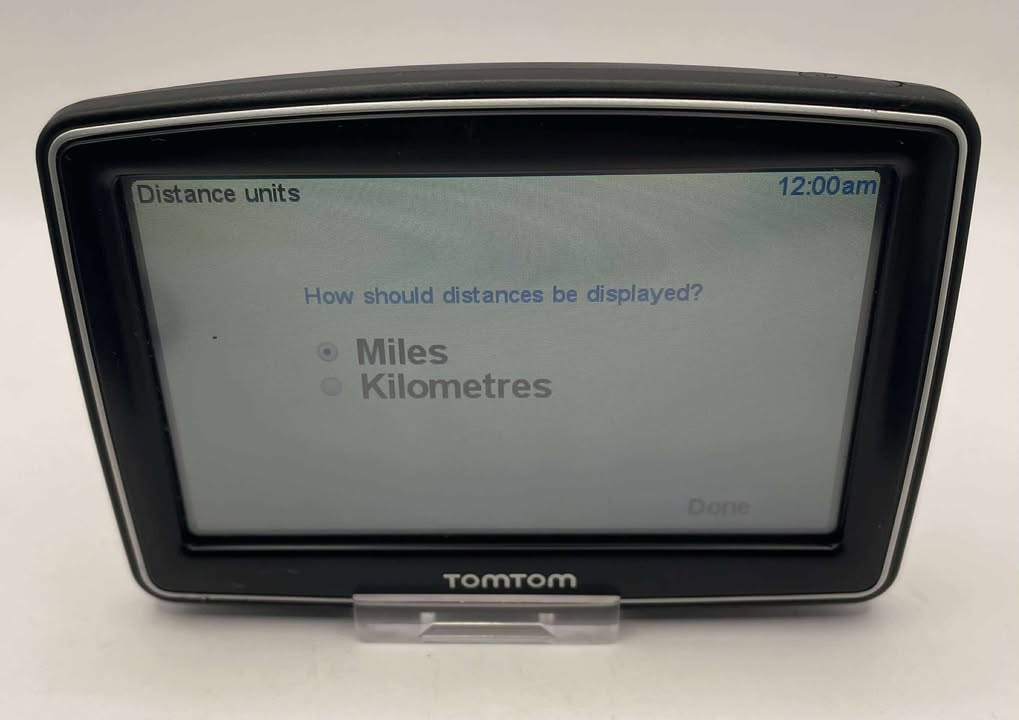 Distance units
12:00am
How should distances be displayed?
Miles
Kilometres
Done
TOMTOM